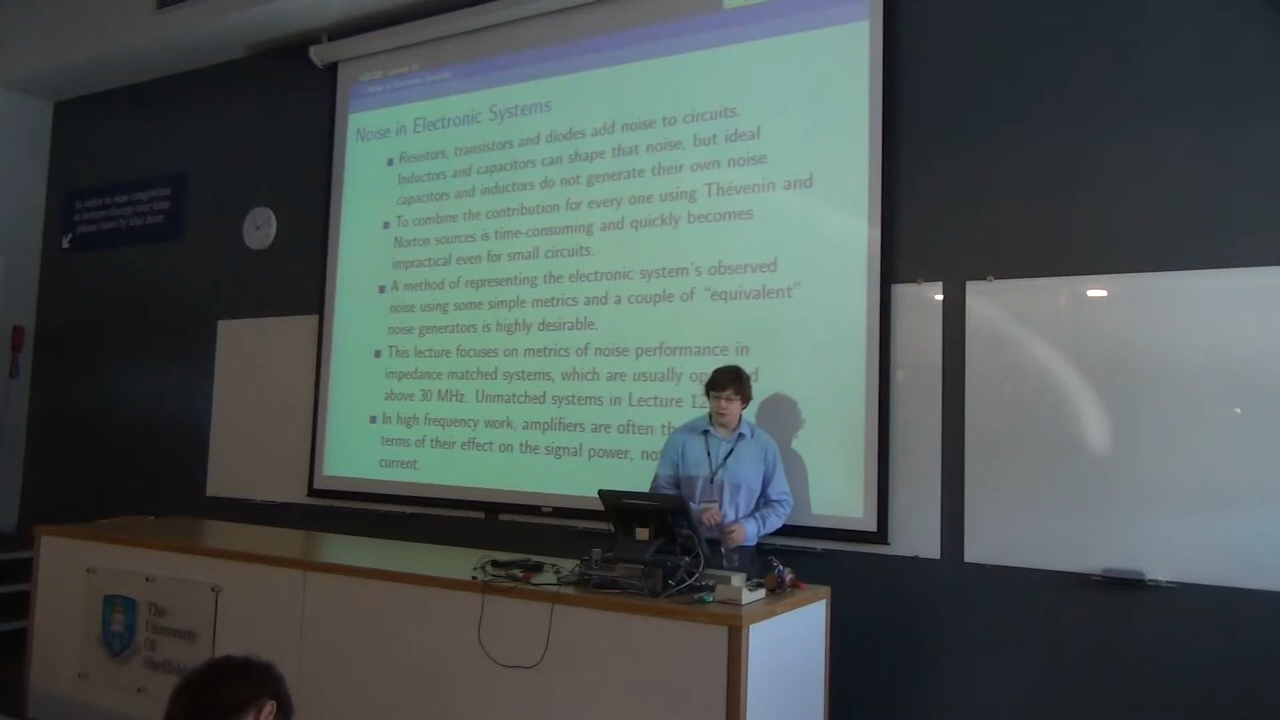 Noise in Electronic Systems
Resistors, transistors and diodes add noise to circuits.
Inductors and capacitors can shape that noise, but ideal
capacitors and inductors do not generate their own noise
To combine the contribution for every one using Thévenin and
Norton sources is time-consuming and quickly becomes
impractical even for small circuits.
A method of representing the electronic system's observed
noise using some simple metrics and a couple of "equivalent"
noise generators is highly desirable.
This lecture focuses on metrics of noise performance in
impedance matched systems, which are usually
above 30 MHz. Unmatched systems in Lecture 12
In high frequency work, amplifiers are often
terms of their effect on the signal power,
current.
The
University
Of
Sheffield